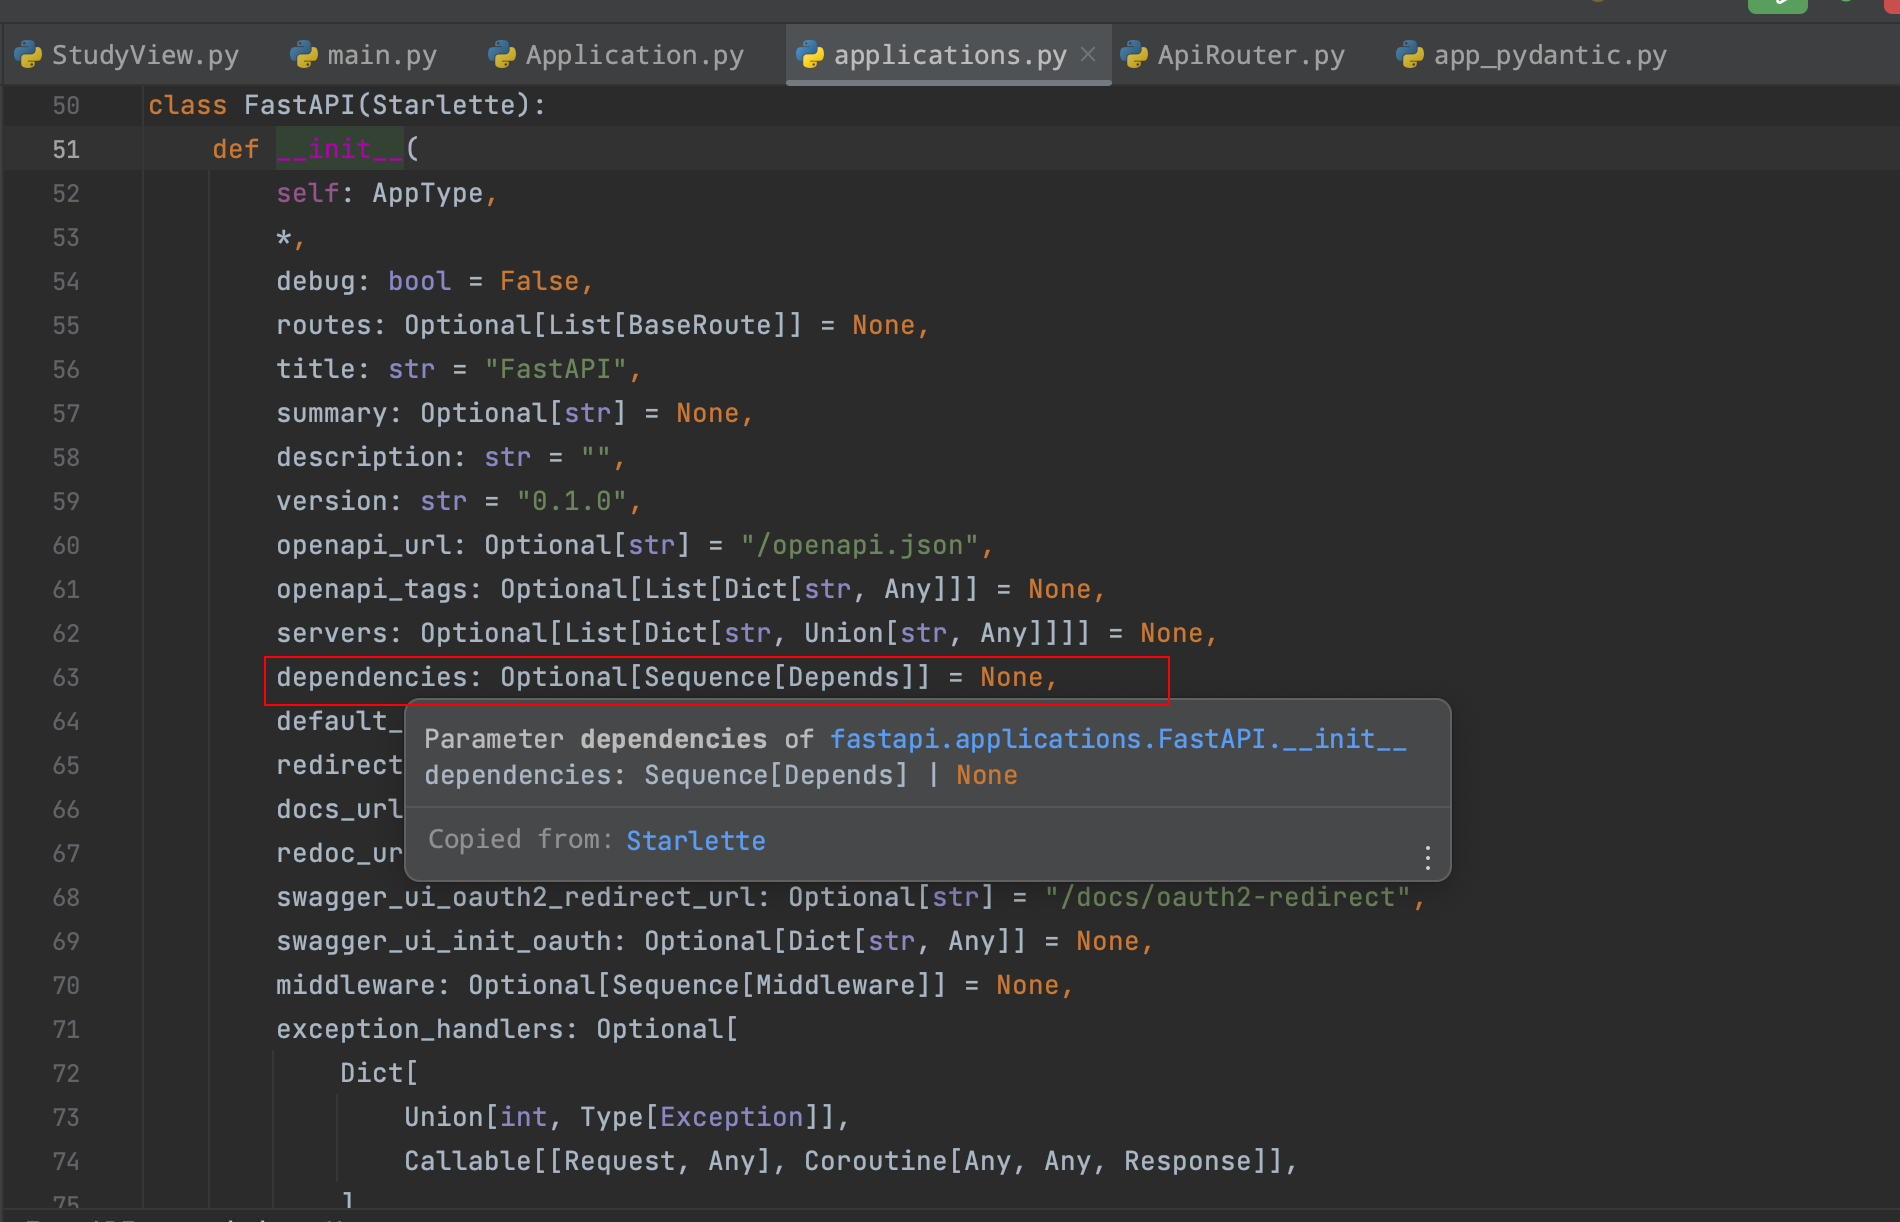 StudyView.py main.py Application.py applications.py ApiRouter.py app_pydantic.py
50 class FastAPI(Starlette):
51 def __init__(
52 self: AppType,
53 *,
54 debug: bool = False,
55 routes: Optional[List[BaseRoute]] = None,
56 title: str = "FastAPI",
57 summary: Optional[str] = None,
58 description: str = "",
59 version: str = "0.1.0",
60 openapi_url: Optional[str] = "/openapi.json",
61 openapi_tags: Optional[List[Dict[str, Any]]] = None,
62 servers: Optional[List[Dict[str, Union[str, Any]]]] = None,
63 dependencies: Optional[Sequence[Depends]] = None,
64 default_
Parameter dependencies of fastapi.applications.FastAPI.__init__
65 redirect
dependencies: Sequence[Depends] | None
66 docs_url
Copied from: Starlette
67 redoc_ur
68 swagger_ui_oauth2_redirect_url: Optional[str] = "/docs/oauth2-redirect",
69 swagger_ui_init_oauth: Optional[Dict[str, Any]] = None,
70 middleware: Optional[Sequence[Middleware]] = None,
71 exception_handlers: Optional[
72 Dict[
73 Union[int, Type[Exception]],
74 Callable[[Request, Any], Coroutine[Any, Any, Response]],
75 ]